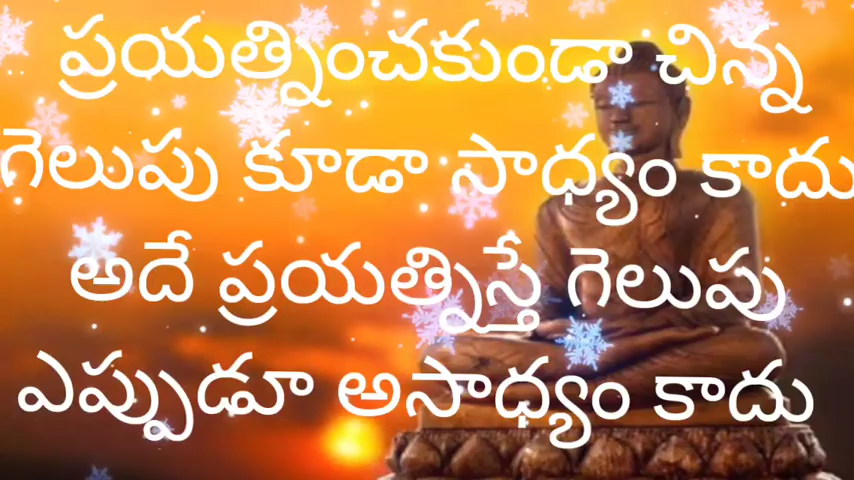 ప్రయత్నించకుండా చిన్న
గెలుపు కూడా సాధ్యం కాదు
అదే ప్రయత్నిస్తే గెలుపు
ఎప్పుడూ అసాధ్యం కాదు